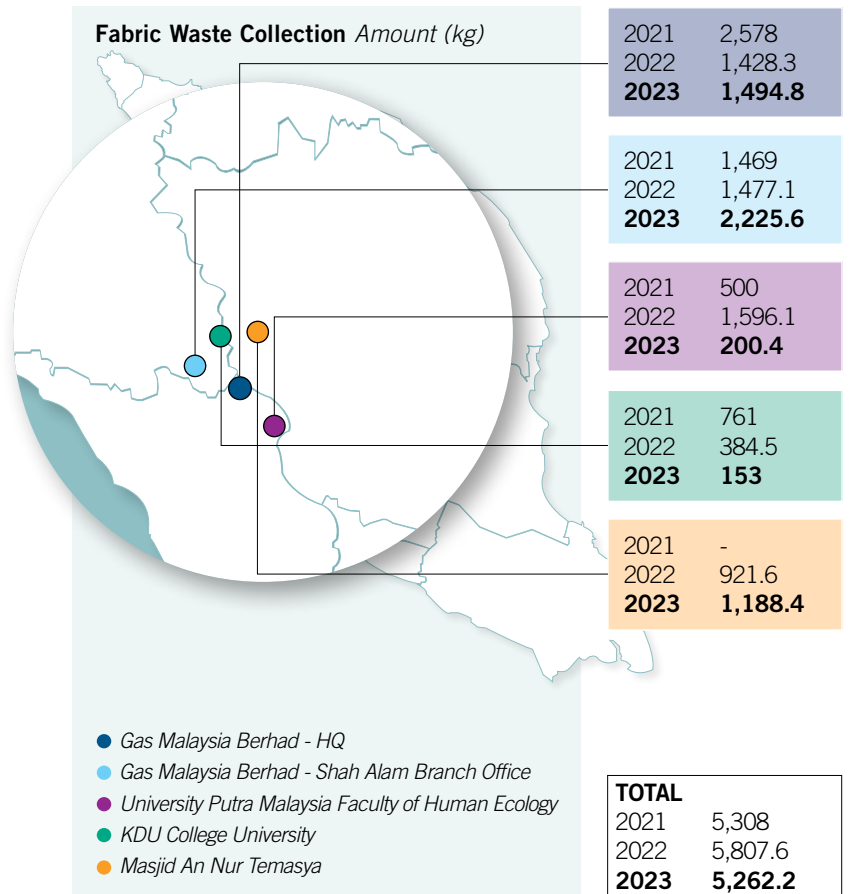 Fabric Waste Collection Amount (kg)
2021 2,578
2022 1,428.3
2023 1,494.8
2021 1,469
2022 1,477.1
2023 2,225.6
2021 500
2022 1,596.1
2023 200.4
2021 761
2022 384.5
2023 153
2021 -
2022 921.6
2023 1,188.4
Gas Malaysia Berhad - HQ
Gas Malaysia Berhad - Shah Alam Branch Office
University Putra Malaysia Faculty of Human Ecology
KDU College University
Masjid An Nur Temasya
TOTAL
2021 5,308
2022 5,807.6
2023 5,262.2